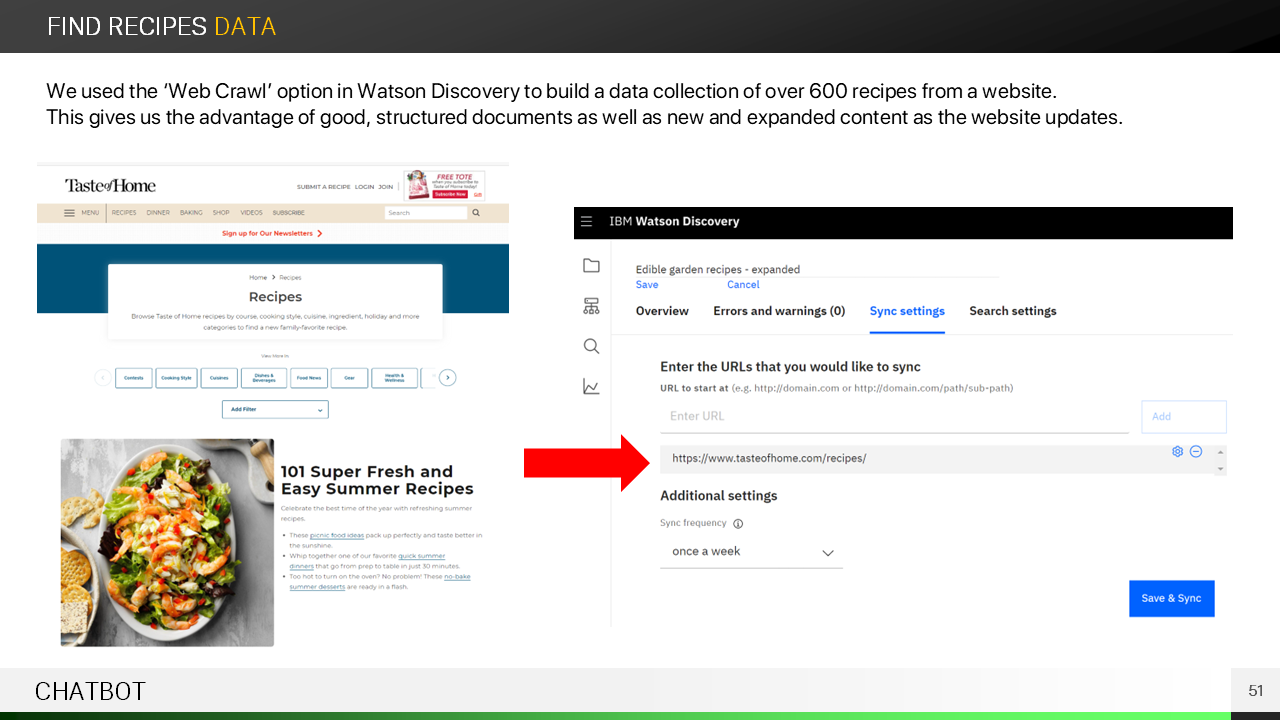 FIND RECIPES DATA
We used the ‘Web Crawl’ option in Watson Discovery to build a data collection of over 600 recipes from a website.
This gives us the advantage of good, structured documents as well as new and expanded content as the website updates.
Taste of Home
SUBMIT A RECIPE LOGIN JOIN
FREE TOTE
when you subscribe to
Taste of Home today!
Subscribe Now
MENU RECIPES DINNER BAKING SHOP VIDEOS SUBSCRIBE
Search
Sign up for Our Newsletters
Home > Recipes
Recipes
Browse Taste of Home recipes by course, cooking style, cuisine, ingredient, holiday and more
categories to find a new family-favorite recipe.
View More In
Contests Cooking Style Cuisines Dishes & Beverages Food News Gear Health & Wellness
Add Filter
101 Super Fresh and
Easy Summer Recipes
Celebrate the best time of the year with refreshing summer
recipes.
• These picnic food ideas pack up perfectly and taste better in
the sunshine.
• Whip together one of our favorite quick summer
dinners that go from prep to table in just 30 minutes.
• Too hot to turn on the oven? No problem! These no-bake
summer desserts are ready in a flash.
IBM Watson Discovery
Edible garden recipes - expanded
Save Cancel
Overview Errors and warnings (0) Sync settings Search settings
Enter the URLs that you would like to sync
URL to start at (e.g. http://domain.com or http://domain.com/path/sub-path)
Enter URL
Add
https://www.tasteofhome.com/recipes/
Additional settings
Sync frequency
once a week
Save & Sync
CHATBOT
51